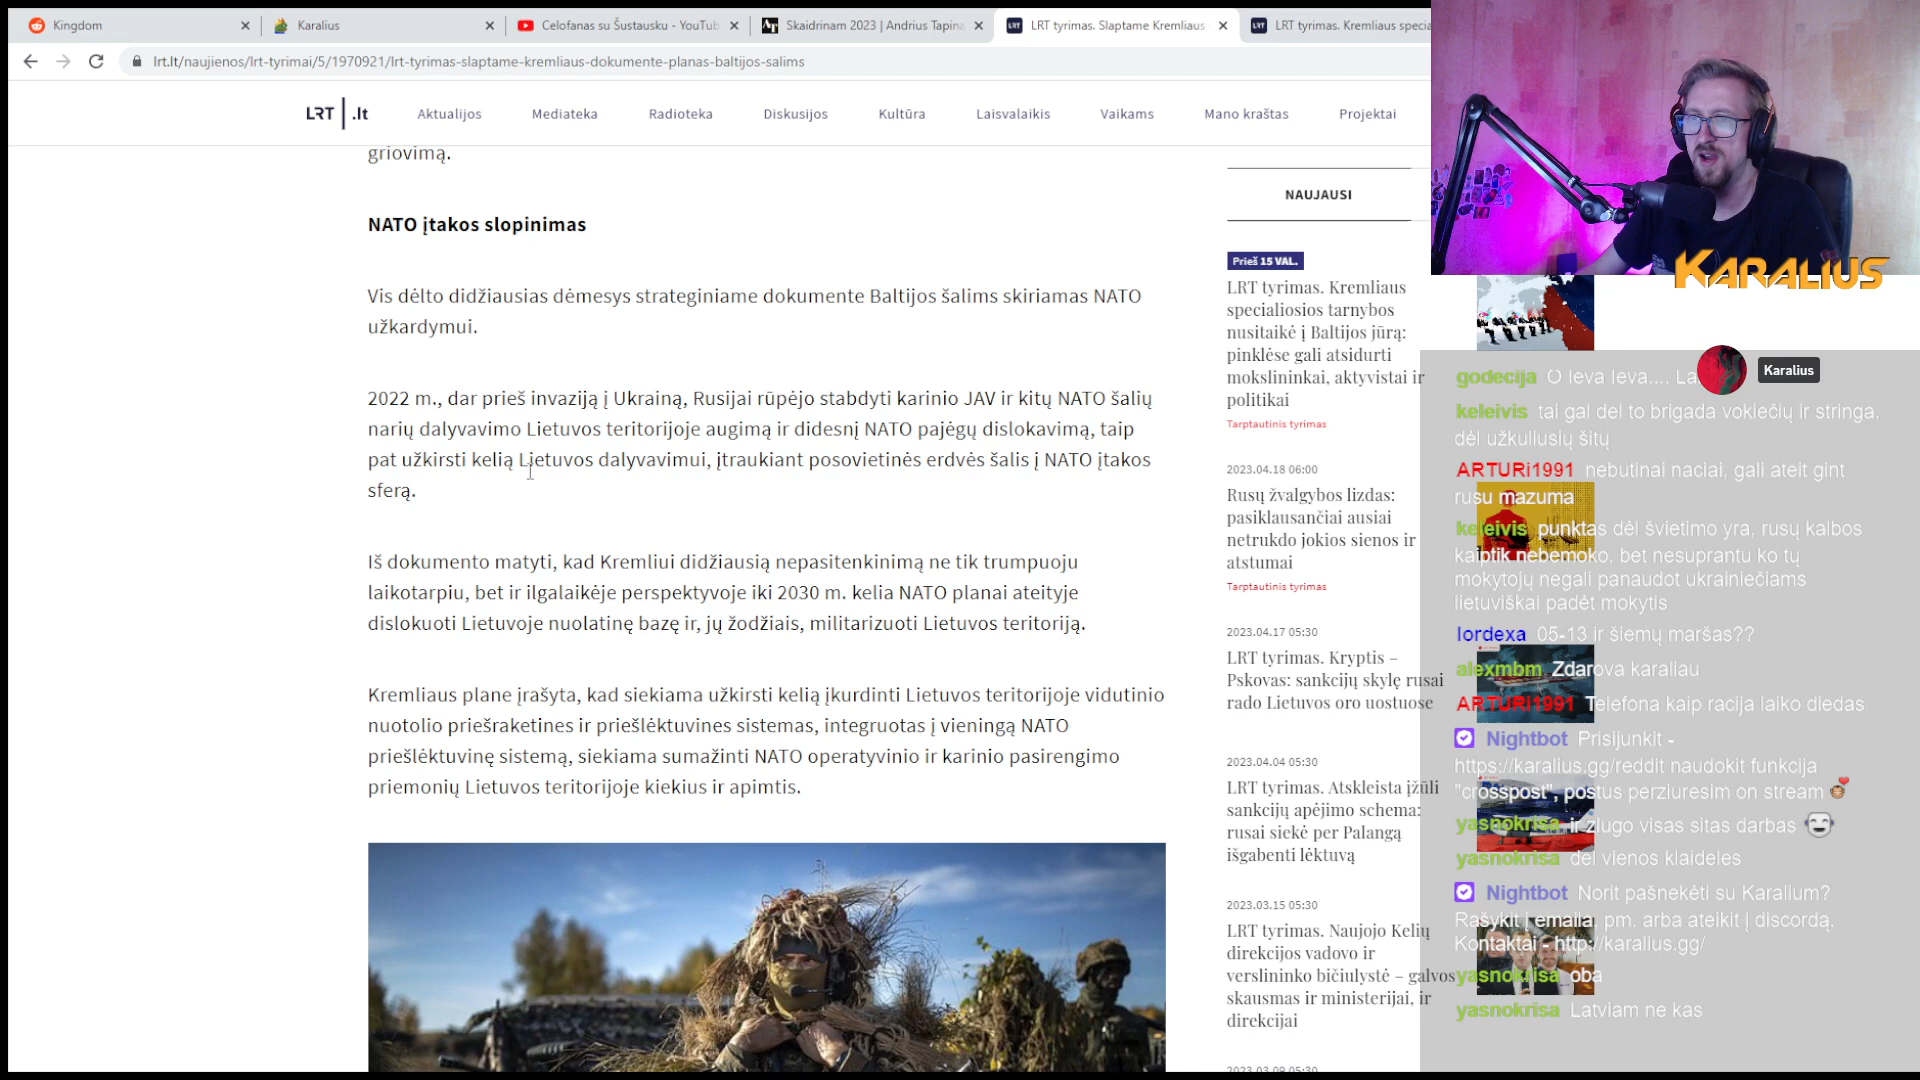 Kingdom
Karalius
Celofanas su Šustausku - YouTub
Skaidrinam 2023 | Andrius Tapina
LRT tyrimas. Slaptame Kremliaus
LRT tyrimas. Kremliaus specia
lrt.lt/naujienos/lrt-tyrimai/5/1970921/lrt-tyrimas-slaptame-kremliaus-dokumente-planas-baltijos-salims
LRT .lt
Aktualijos
Mediateka
Radioteka
Diskusijos
Kultūra
Laisvalaikis
Vaikams
Mano kraštas
Projektai
griovimą.
NATO įtakos slopinimas
Vis dėlto didžiausias dėmesys strateginiame dokumente Baltijos šalims skiriamas NATO
užkardymui.
2022 m., dar prieš invaziją į Ukrainą, Rusijai rūpėjo stabdyti karinio JAV ir kitų NATO šalių
narių dalyvavimo Lietuvos teritorijoje augimą ir didesnį NATO pajėgų dislokavimą, taip
pat užkirsti kelią Lietuvos dalyvavimui, įtraukiant posovietinės erdvės šalis į NATO įtakos
sferą.
Iš dokumento matyti, kad Kremliui didžiausią nepasitenkinimą ne tik trumpuoju
laikotarpiu, bet ir ilgalaikėje perspektyvoje iki 2030 m. kelia NATO planai ateityje
dislokuoti Lietuvoje nuolatinę bazę ir, jų žodžiais, militarizuoti Lietuvos teritoriją.
Kremliaus plane įrašyta, kad siekiama užkirsti kelią įkurdinti Lietuvos teritorijoje vidutinio
nuotolio priešraketines ir priešlėktuvines sistemas, integruotas į vieningą NATO
priešlėktuvinę sistemą, siekiama sumažinti NATO operatyvinio ir karinio pasirengimo
priemonių Lietuvos teritorijoje kiekius ir apimtis.
NAUJAUSI
Prieš 15 VAL.
LRT tyrimas. Kremliaus
specialiosios tarnybos
nusitaikė į Baltijos jūrą:
pinklėse gali atsidurti
mokslininkai, aktyvistai ir
politikai
Tarptautinis tyrimas
2023.04.18 06:00
Rusų žvalgybos lizdas:
pasiklausančiai ausiai
netrukdo jokios sienos ir
atstumai
Tarptautinis tyrimas
2023.04.17 05:30
LRT tyrimas. Kryptis –
Pskovas: sankcijų skylę rusai
rado Lietuvos oro uostuose
2023.04.04 05:30
LRT tyrimas. Atskleista įžūli
sankcijų apėjimo schema:
rusai siekė per Palangą
išgabenti lėktuvą
2023.03.15 05:30
LRT tyrimas. Naujojo Kelių
direkcijos vadovo ir
verslininko bičiulystė – galvos
skausmas ir ministerijai, ir
direkcijai
2023.03.09 05:30
KARALIUS
Karalius
godecija O Ieva Ieva.... La
keleivis tai gal del to brigada vokiečių ir stringa,
dėl užkuliusių šitų
ARTURi1991 nebutinai naciai, gali ateit gint
rusu mazuma
keleivis punktas dėl švietimo yra, rusų kalbos
kaiptik nebemoko, bet nesuprantu ko tų
mokytojų negali panaudot ukrainiečiams
lietuviškai padėt mokytis
lordexa 05-13 ir šiemų maršas??
alexmbm Zdarova karaliau
ARTURi1991 Telefona kaip racija laiko diedas
Nightbot Prisijunkit -
https://karalius.gg/reddit naudokit funkcija
"crosspost", postus perziuresim on stream
yasnokrisa ir zlugo visas sitas darbas
yasnokrisa del vienos klaideles
Nightbot Norit pašnekėti su Karalium?
Rašykit į emailą, pm. arba ateikit į discordą.
Kontaktai - http://karalius.gg/
yasnokrisa oba
yasnokrisa Latviam ne kas